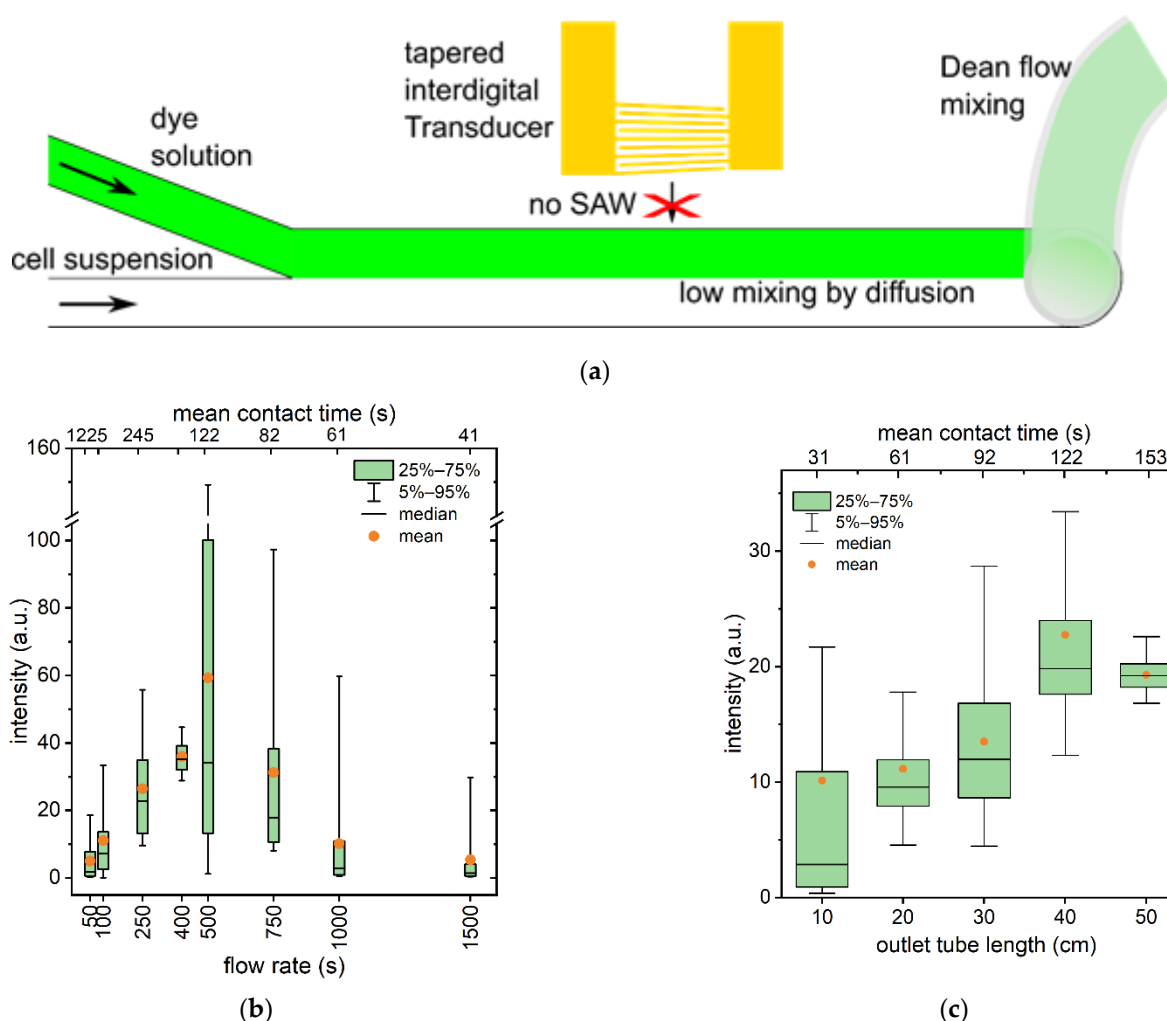 tapered
interdigital
Transducer
Dean flow
mixing
dye
solution
no SAW
cell suspension
low mixing by diffusion
(a)
mean contact time (s)
1225 245 122 82 61 41
160
100
80
60
40
20
0
intensity (a.u.)
25%–75%
5%–95%
median
mean
50 100 250 400 500 750 1000 1500
flow rate (s)
(b)
mean contact time (s)
31 61 92 122 153
30
20
10
0
intensity (a.u.)
25%–75%
5%–95%
median
mean
10 20 30 40 50
outlet tube length (cm)
(c)